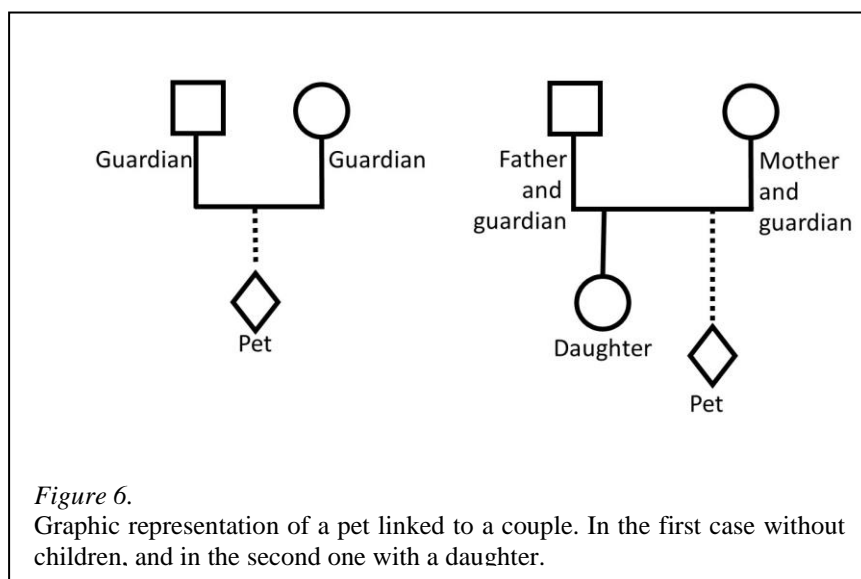 Guardian Guardian
Pet
Father
and
guardian
Mother
and
guardian
Daughter
Pet
Figure 6.
Graphic representation of a pet linked to a couple. In the first case without
children, and in the second one with a daughter.